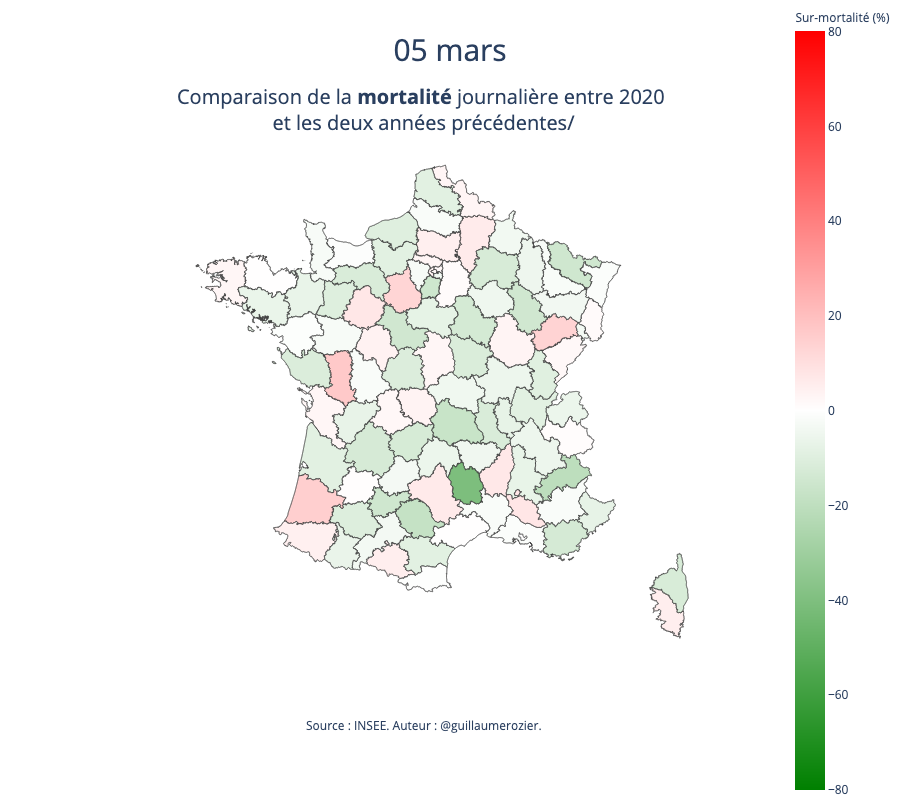 Sur-mortalité (%)
05 mars
Comparaison de la mortalité journalière entre 2020
et les deux années précédentes/
80
60
40
20
0
−20
−40
−60
−80
Source : INSEE. Auteur : @guillaumerozier.